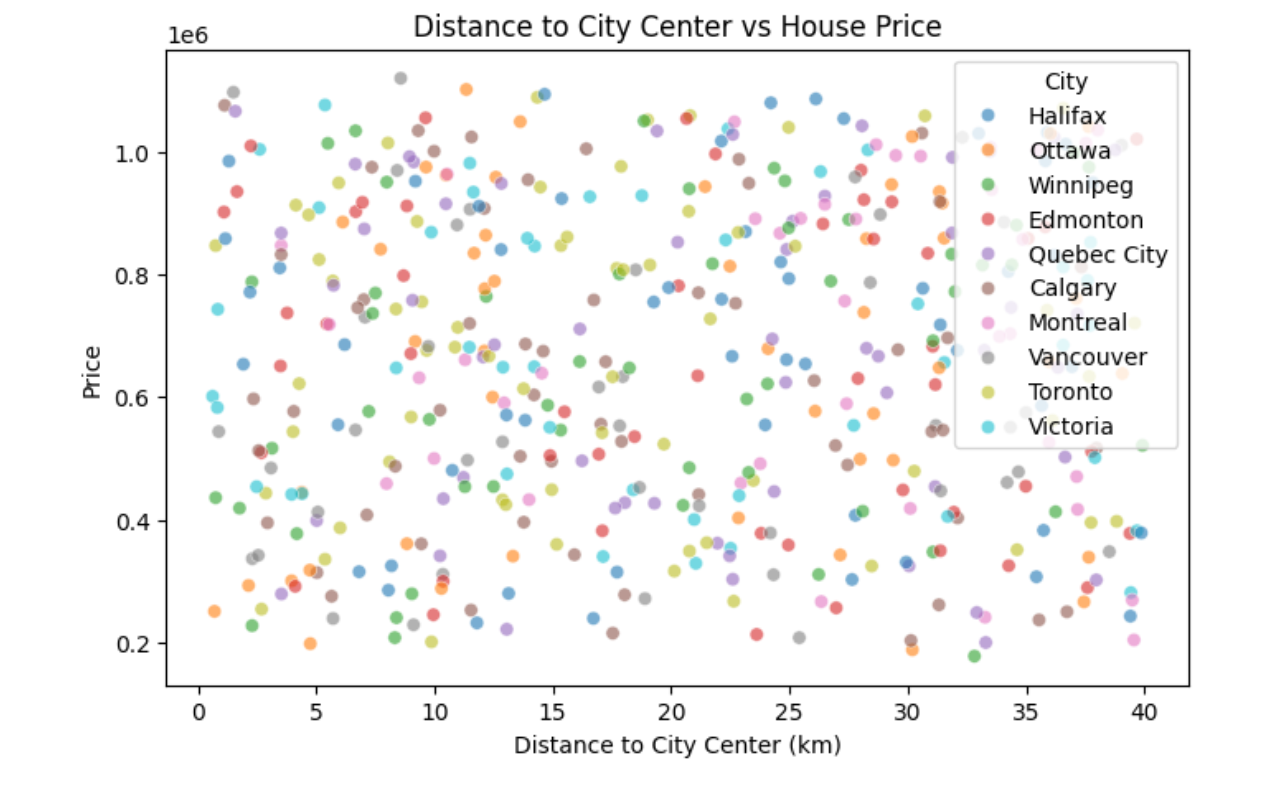 Distance to City Center vs House Price
1e6
City
Halifax
Ottawa
Winnipeg
Edmonton
Quebec City
Calgary
Montreal
Vancouver
Toronto
Victoria
Price
1.0
0.8
0.6
0.4
0.2
0 5 10 15 20 25 30 35 40
Distance to City Center (km)